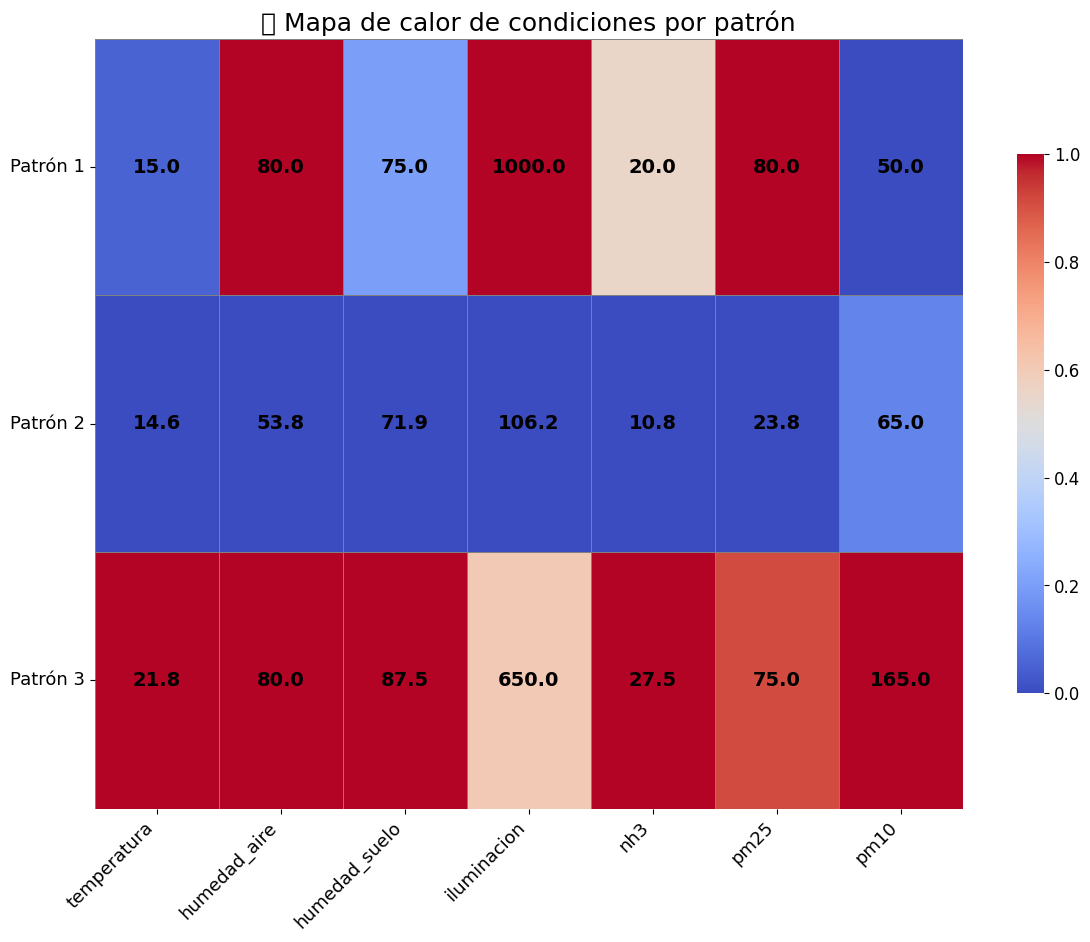 Mapa de calor de condiciones por patrón
Patrón 1 15.0 80.0 75.0 1000.0 20.0 80.0 50.0
Patrón 2 14.6 53.8 71.9 106.2 10.8 23.8 65.0
Patrón 3 21.8 80.0 87.5 650.0 27.5 75.0 165.0
temperatura humedad_aire humedad_suelo iluminacion nh3 pm25 pm10
1.0
0.8
0.6
0.4
0.2
0.0